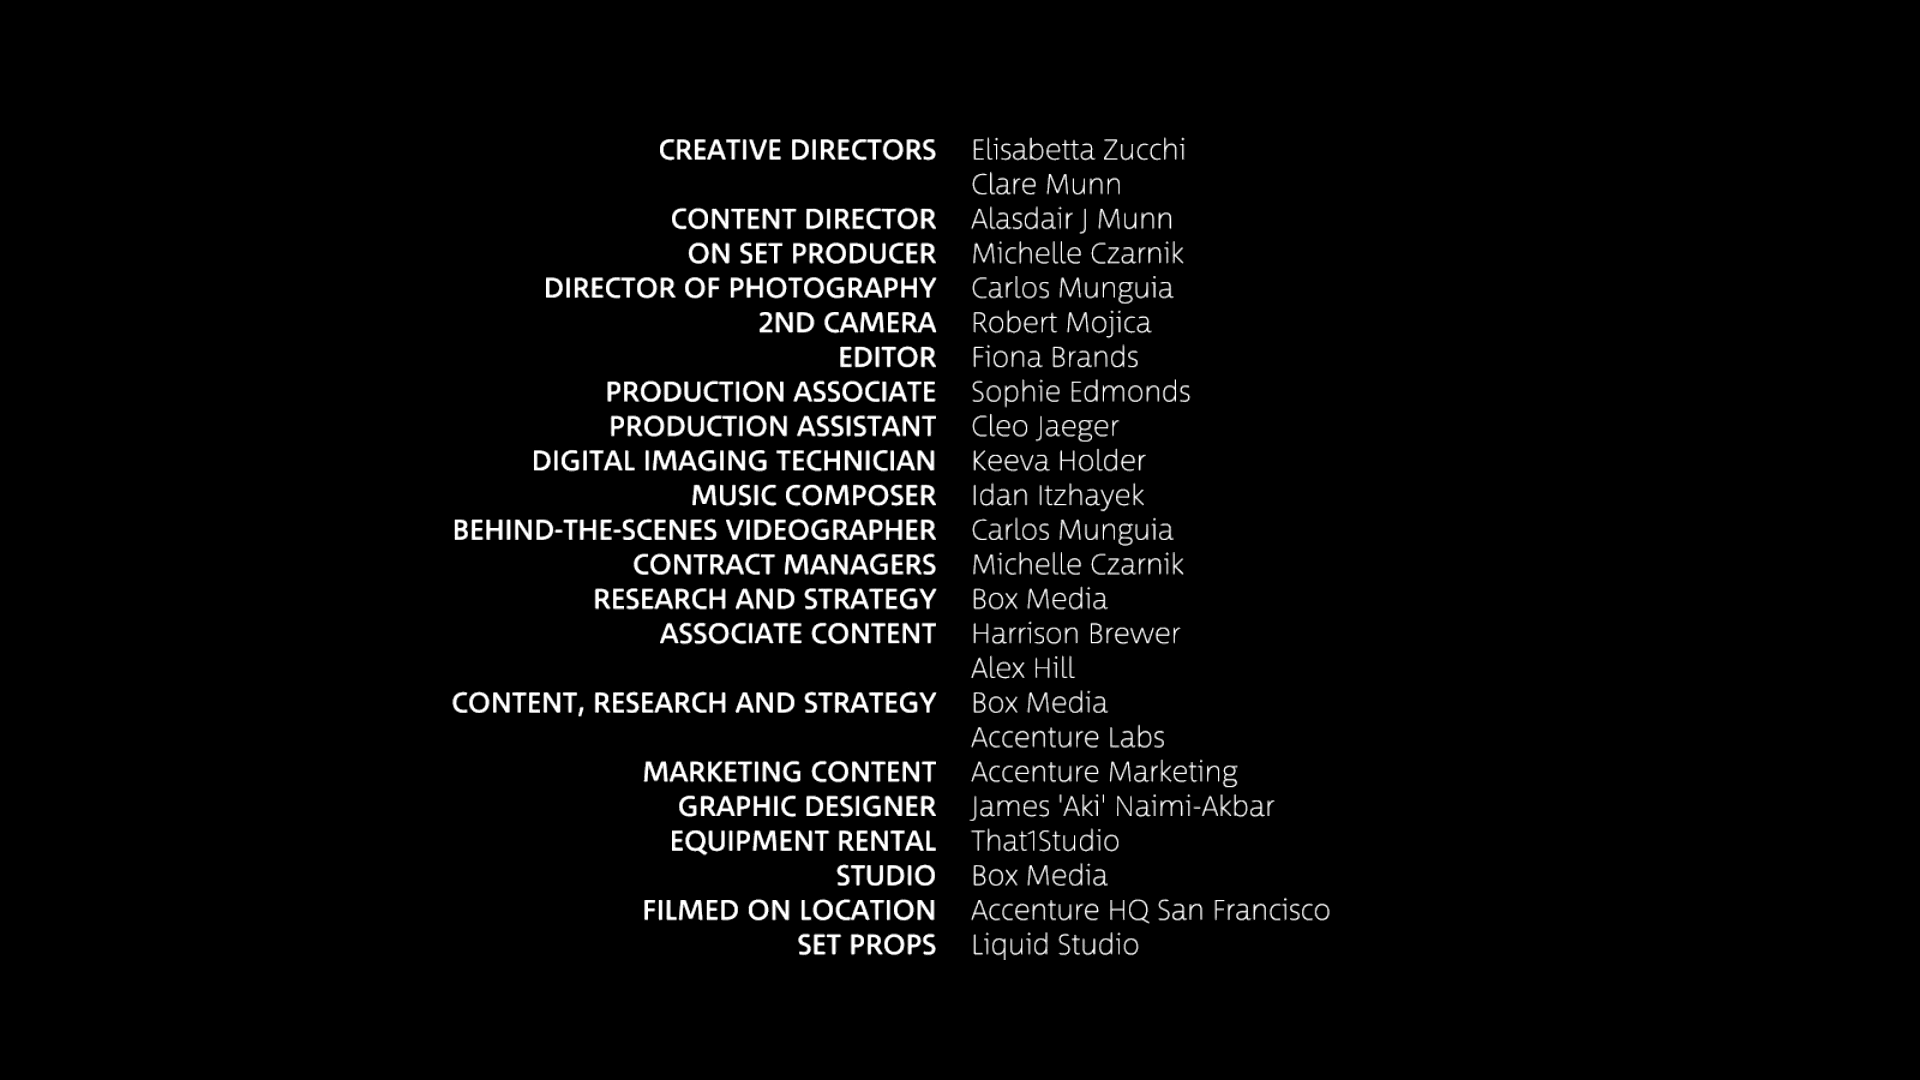 CREATIVE DIRECTORS Elisabetta Zucchi
Clare Munn
CONTENT DIRECTOR Alasdair J Munn
ON SET PRODUCER Michelle Czarnik
DIRECTOR OF PHOTOGRAPHY Carlos Munguia
2ND CAMERA Robert Mojica
EDITOR Fiona Brands
PRODUCTION ASSOCIATE Sophie Edmonds
PRODUCTION ASSISTANT Cleo Jaeger
DIGITAL IMAGING TECHNICIAN Keeva Holder
MUSIC COMPOSER Idan Itzhayek
BEHIND-THE-SCENES VIDEOGRAPHER Carlos Munguia
CONTRACT MANAGERS Michelle Czarnik
RESEARCH AND STRATEGY Box Media
ASSOCIATE CONTENT Harrison Brewer
Alex Hill
CONTENT, RESEARCH AND STRATEGY Box Media
Accenture Labs
MARKETING CONTENT Accenture Marketing
GRAPHIC DESIGNER James 'Aki' Naimi-Akbar
EQUIPMENT RENTAL That1Studio
STUDIO Box Media
FILMED ON LOCATION Accenture HQ San Francisco
SET PROPS Liquid Studio